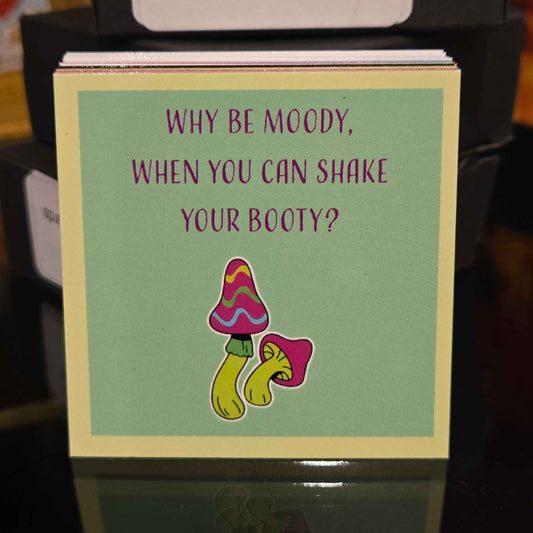 WHY BE MOODY,
WHEN YOU CAN SHAKE
YOUR BOOTY?